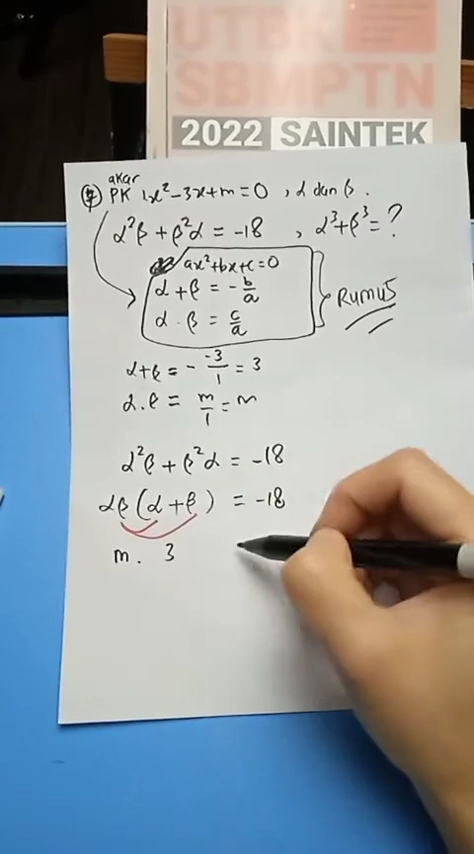 UTBK
SBMPTN
2022 SAINTEK
akar
PK 1x²-3x+m=0 , α dan β.
α²β + β²α = -18 , α³+β³=?
ax²+bx+c=0
α + β = -b/a
α . β = c/a
RUMUS
α+β = - -3/1 = 3
α.β = m/1 = m
α²β + β²α = -18
αβ (α+β) = -18
m . 3